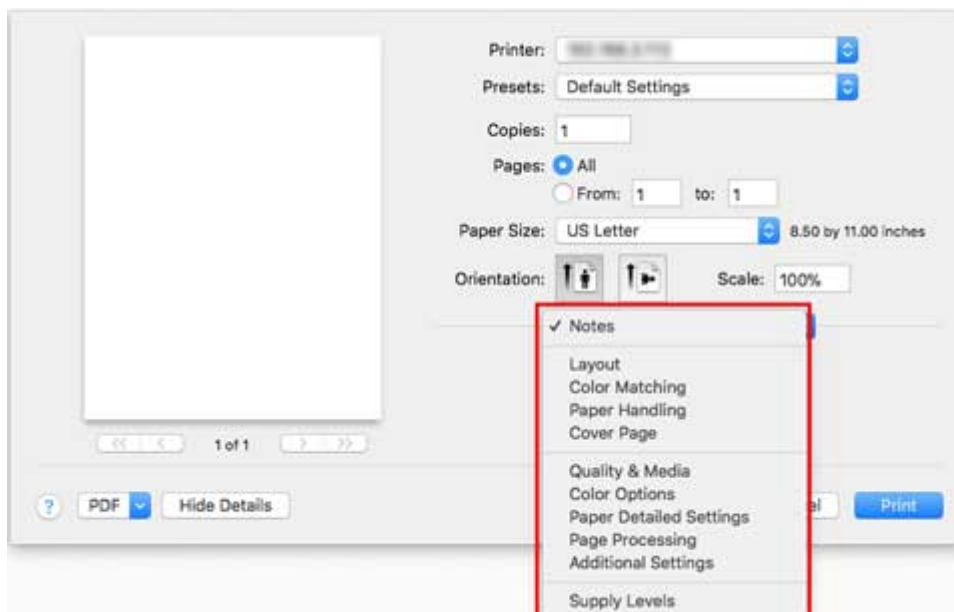 Printer:
Presets: Default Settings
Copies: 1
Pages: All
From: 1 to: 1
Paper Size: US Letter 8.50 by 11.00 inches
Orientation: Scale: 100%
✓ Notes
Layout
Color Matching
Paper Handling
Cover Page
1 of 1
Quality & Media
Color Options
Paper Detailed Settings
Page Processing
Additional Settings
Supply Levels
? PDF Hide Details el Print